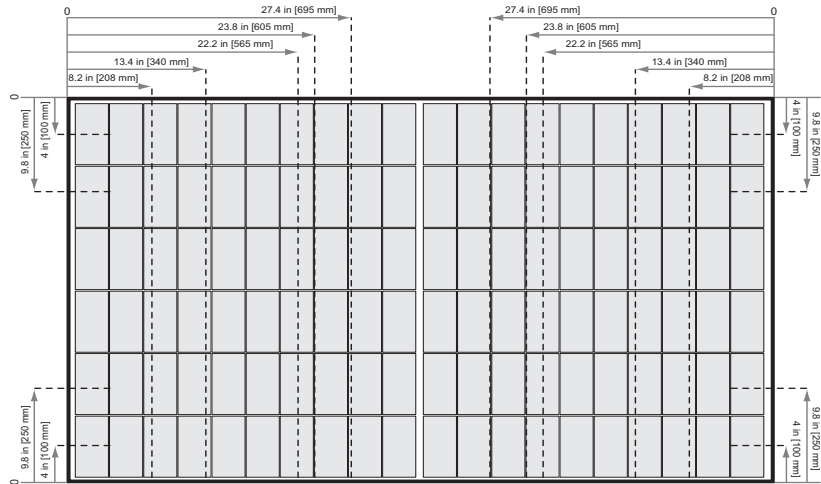 0
27.4 in [695 mm]
27.4 in [695 mm]
0
23.8 in [605 mm]
23.8 in [605 mm]
22.2 in [565 mm]
22.2 in [565 mm]
13.4 in [340 mm]
13.4 in [340 mm]
8.2 in [208 mm]
8.2 in [208 mm]
0
0
9.8 in [250 mm]
4 in [100 mm]
4 in [100 mm]
9.8 in [250 mm]
9.8 in [250 mm]
4 in [100 mm]
4 in [100 mm]
9.8 in [250 mm]
0
0